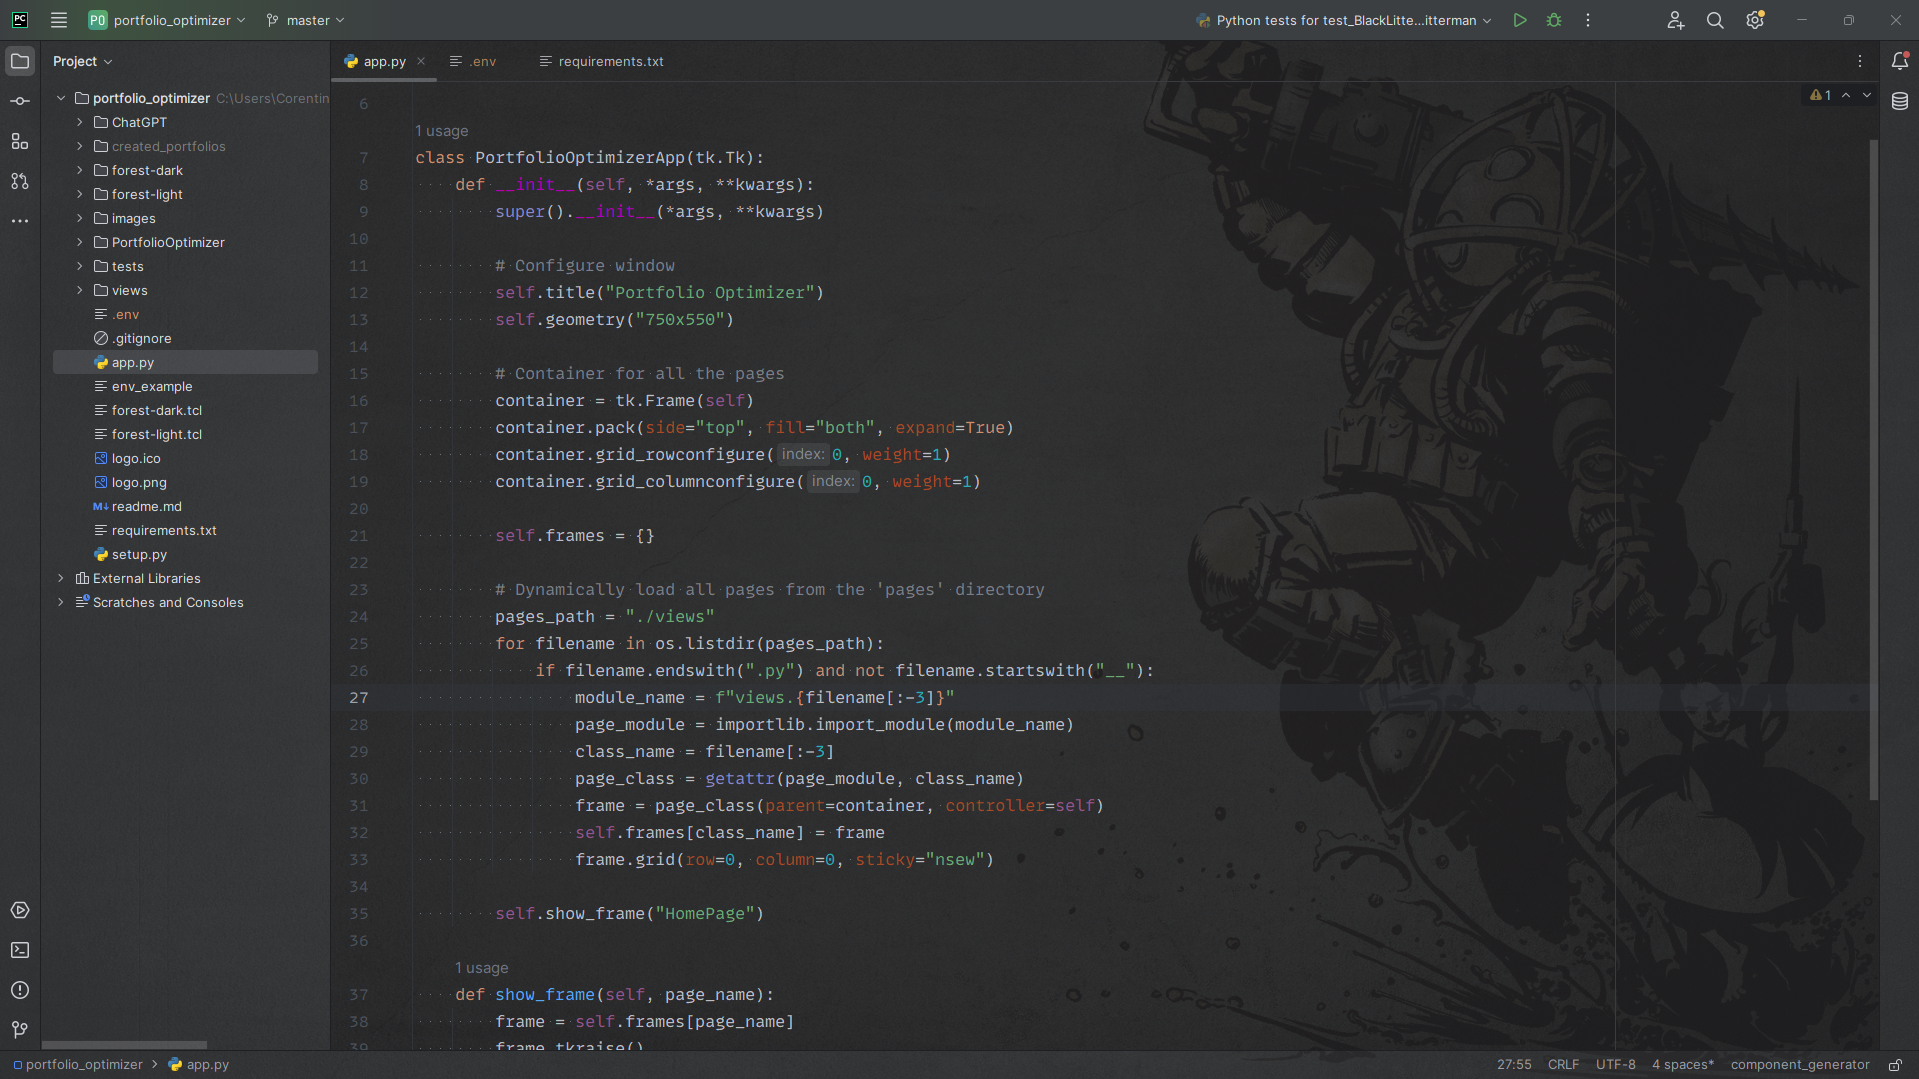 PC
PO portfolio_optimizer
master
Python tests for test_BlackLitte...itterman
Project
app.py
.env
requirements.txt
portfolio_optimizer C:\Users\Corentin
ChatGPT
created_portfolios
forest-dark
forest-light
images
PortfolioOptimizer
tests
views
.env
.gitignore
app.py
env_example
forest-dark.tcl
forest-light.tcl
logo.ico
logo.png
M↓ readme.md
requirements.txt
setup.py
External Libraries
Scratches and Consoles
1
6
1 usage
7 class PortfolioOptimizerApp(tk.Tk):
8 def __init__(self, *args, **kwargs):
9 super().__init__(*args, **kwargs)
10
11 # Configure window
12 self.title("Portfolio Optimizer")
13 self.geometry("750x550")
14
15 # Container for all the pages
16 container = tk.Frame(self)
17 container.pack(side="top", fill="both", expand=True)
18 container.grid_rowconfigure( index: 0, weight=1)
19 container.grid_columnconfigure( index: 0, weight=1)
20
21 self.frames = {}
22
23 # Dynamically load all pages from the 'pages' directory
24 pages_path = "./views"
25 for filename in os.listdir(pages_path):
26 if filename.endswith(".py") and not filename.startswith("__"):
27 module_name = f"views.{filename[:-3]}"
28 page_module = importlib.import_module(module_name)
29 class_name = filename[:-3]
30 page_class = getattr(page_module, class_name)
31 frame = page_class(parent=container, controller=self)
32 self.frames[class_name] = frame
33 frame.grid(row=0, column=0, sticky="nsew")
34
35 self.show_frame("HomePage")
36
1 usage
37 def show_frame(self, page_name):
38 frame = self.frames[page_name]
39 frame.tkraise()
portfolio_optimizer > app.py
27:55 CRLF UTF-8 4 spaces* component_generator